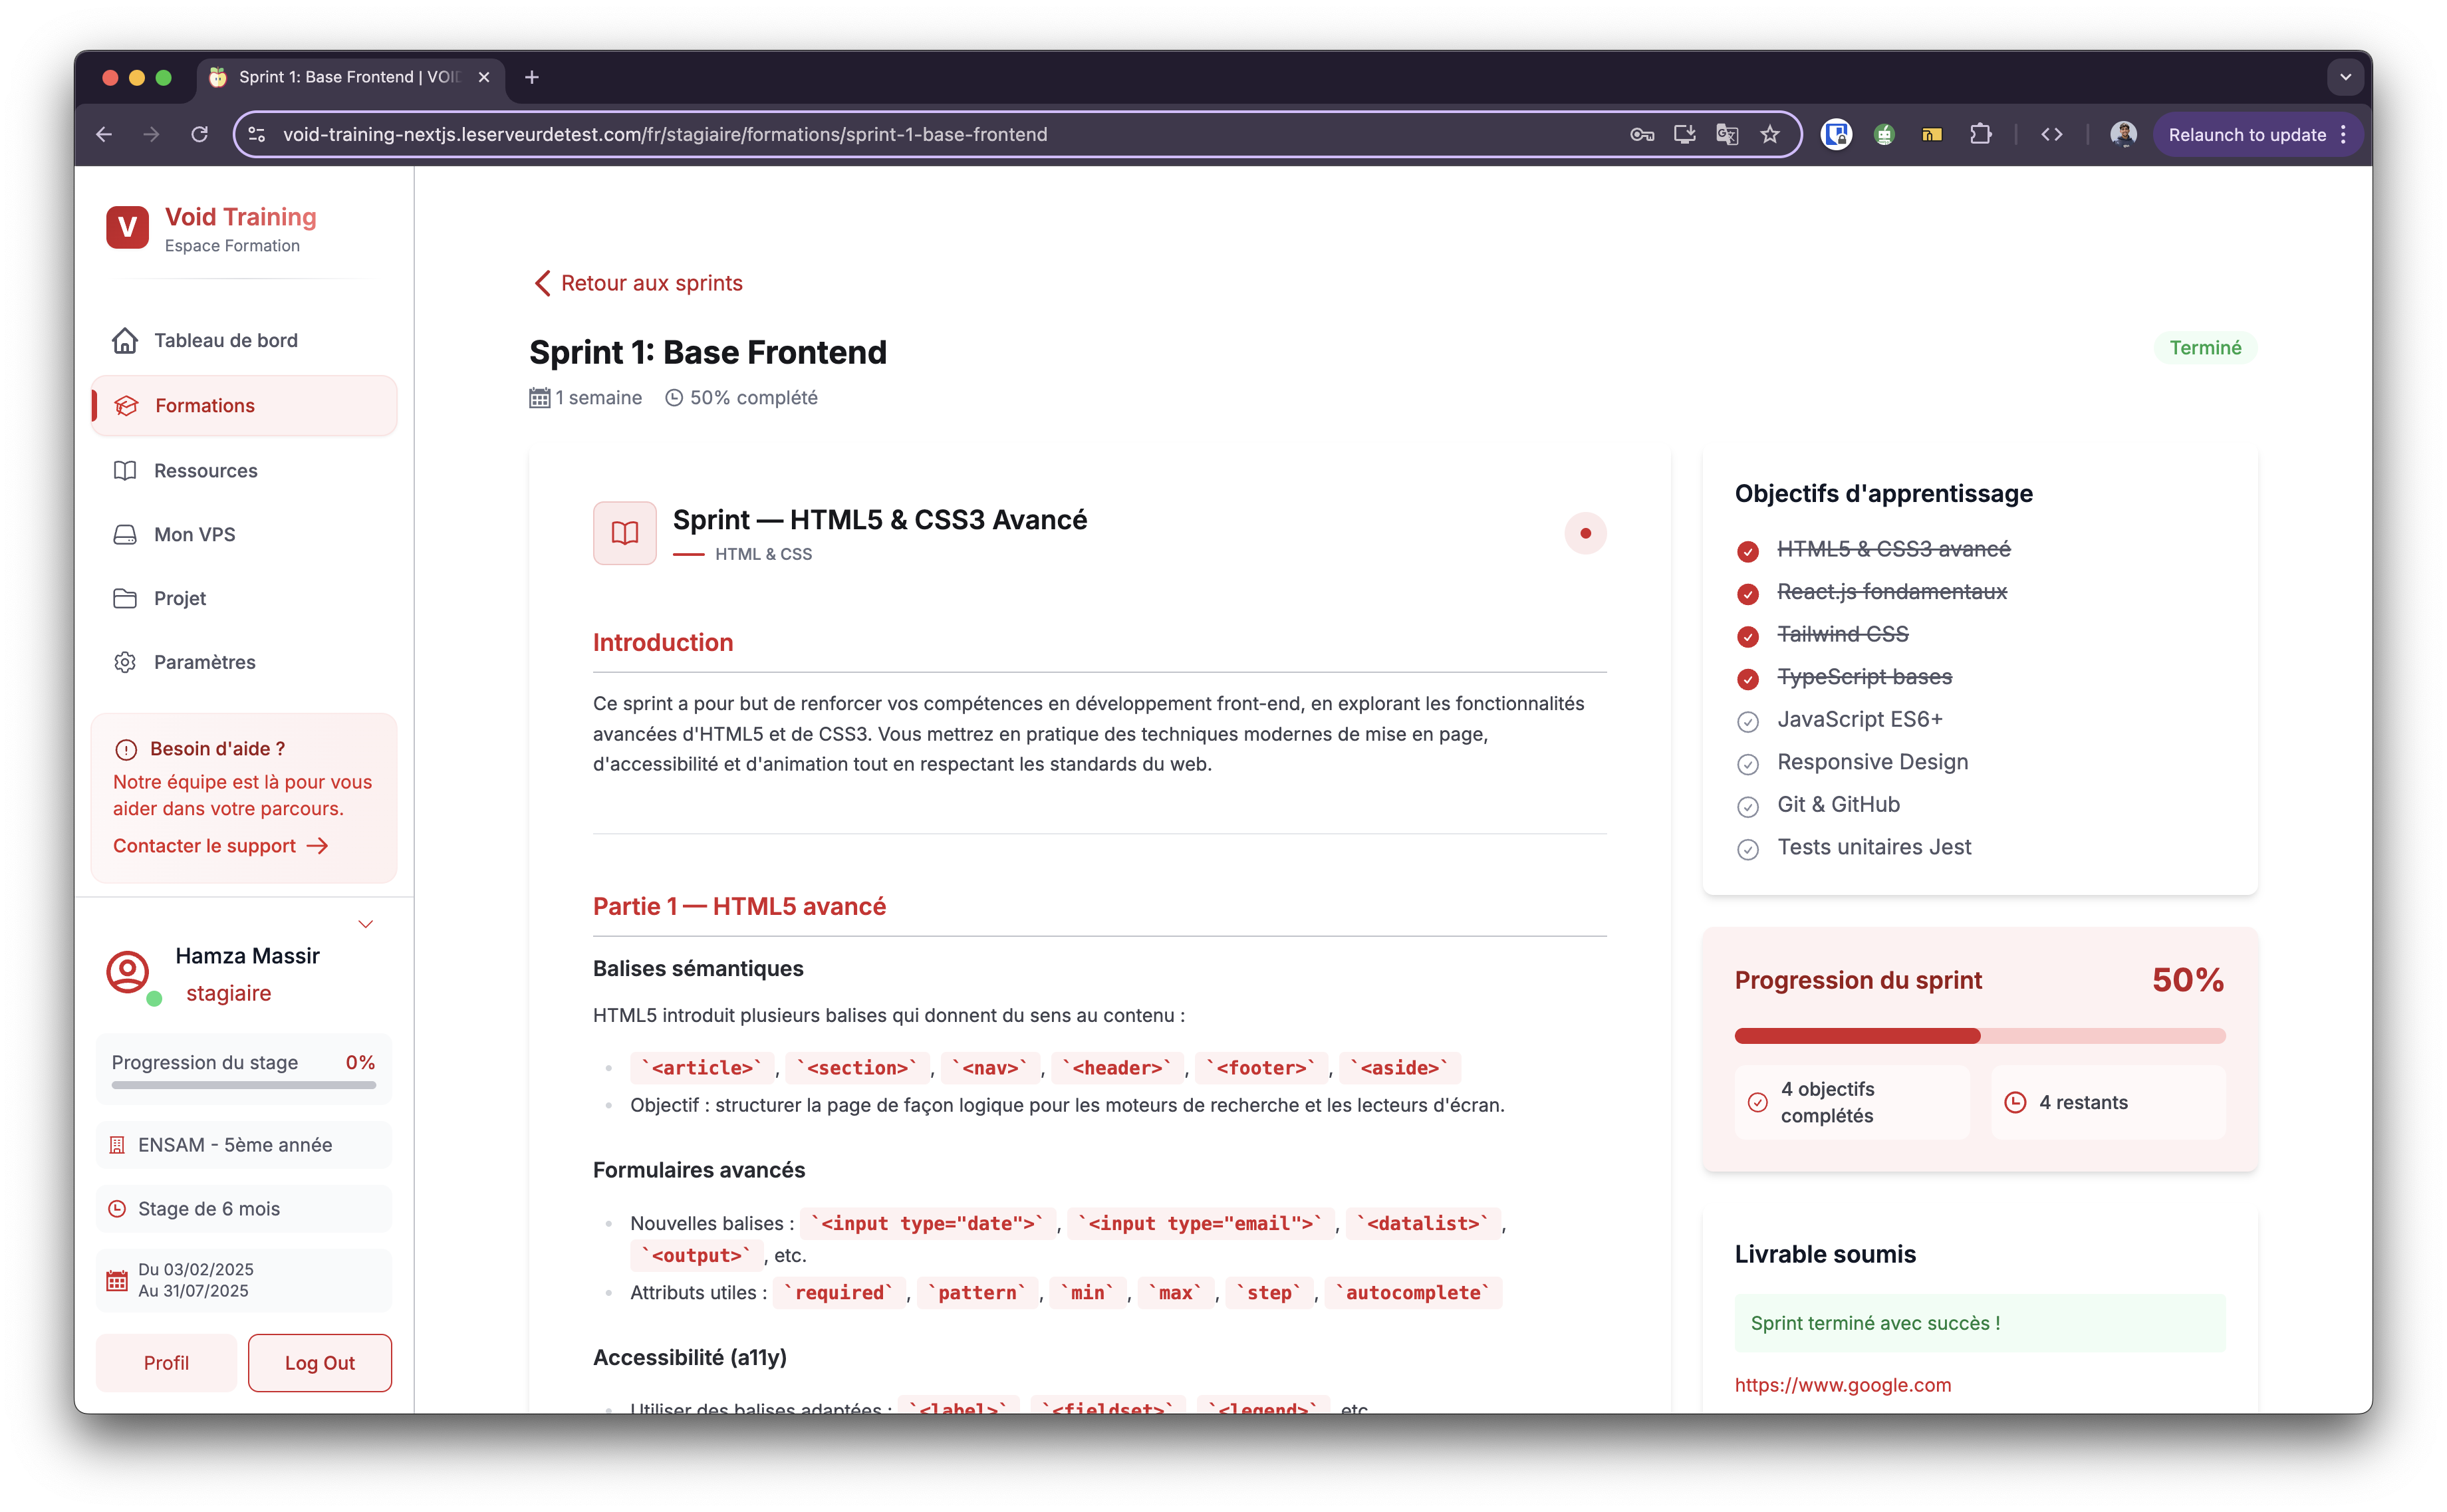 Sprint 1: Base Frontend | VOID
void-training-nextjs.leserveurdetest.com/fr/stagiaire/formations/sprint-1-base-frontend
Relaunch to update
V
Void Training
Espace Formation
Tableau de bord
Formations
Ressources
Mon VPS
Projet
Paramètres
Besoin d'aide ?
Notre équipe est là pour vous
aider dans votre parcours.
Contacter le support
Hamza Massir
stagiaire
Progression du stage 0%
ENSAM - 5ème année
Stage de 6 mois
Du 03/02/2025
Au 31/07/2025
Profil
Log Out
Retour aux sprints
Sprint 1: Base Frontend
Terminé
1 semaine 50% complété
Sprint — HTML5 & CSS3 Avancé
HTML & CSS
Introduction
Ce sprint a pour but de renforcer vos compétences en développement front-end, en explorant les fonctionnalités
avancées d'HTML5 et de CSS3. Vous mettrez en pratique des techniques modernes de mise en page,
d'accessibilité et d'animation tout en respectant les standards du web.
Partie 1 — HTML5 avancé
Balises sémantiques
HTML5 introduit plusieurs balises qui donnent du sens au contenu :
`<article>`, `<section>`, `<nav>`, `<header>`, `<footer>`, `<aside>`
Objectif : structurer la page de façon logique pour les moteurs de recherche et les lecteurs d'écran.
Formulaires avancés
Nouvelles balises : `<input type="date">`, `<input type="email">`, `<datalist>`,
`<output>`, etc.
Attributs utiles : `required`, `pattern`, `min`, `max`, `step`, `autocomplete`
Accessibilité (a11y)
Utiliser des balises adaptées : `<label>`, `<fieldset>`, `<legend>`, etc.
Objectifs d'apprentissage
HTML5 & CSS3 avancé
React.js fondamentaux
Tailwind CSS
TypeScript bases
JavaScript ES6+
Responsive Design
Git & GitHub
Tests unitaires Jest
Progression du sprint 50%
4 objectifs
complétés
4 restants
Livrable soumis
Sprint terminé avec succès !
https://www.google.com